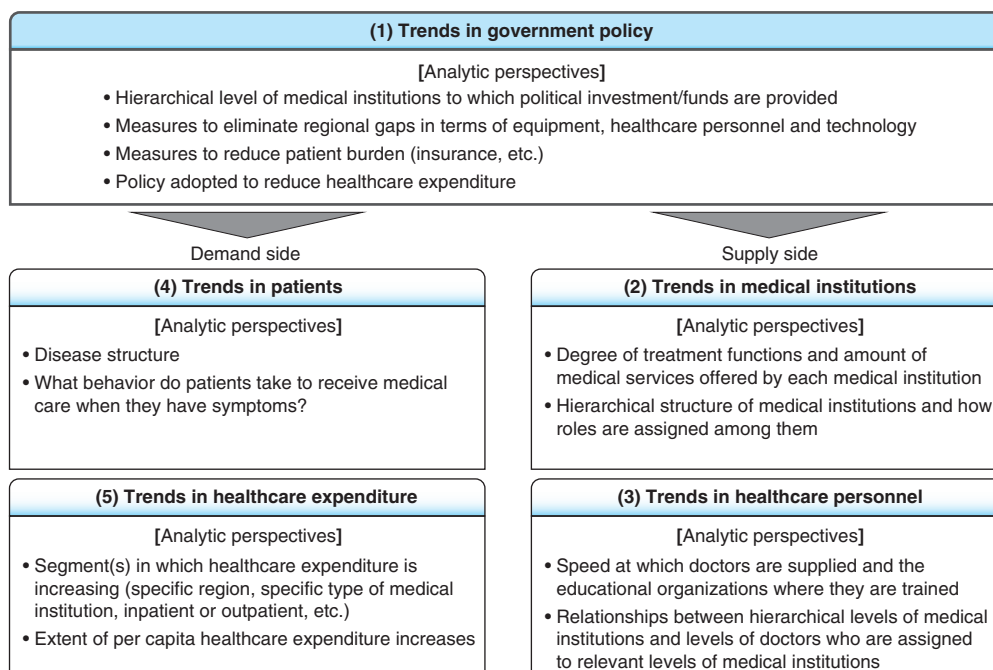 (1) Trends in government policy
[Analytic perspectives]
• Hierarchical level of medical institutions to which political investment/funds are provided
• Measures to eliminate regional gaps in terms of equipment, healthcare personnel and technology
• Measures to reduce patient burden (insurance, etc.)
• Policy adopted to reduce healthcare expenditure
Demand side
(4) Trends in patients
[Analytic perspectives]
• Disease structure
• What behavior do patients take to receive medical
care when they have symptoms?
(5) Trends in healthcare expenditure
[Analytic perspectives]
• Segment(s) in which healthcare expenditure is
increasing (specific region, specific type of medical
institution, inpatient or outpatient, etc.)
• Extent of per capita healthcare expenditure increases
Supply side
(2) Trends in medical institutions
[Analytic perspectives]
• Degree of treatment functions and amount of
medical services offered by each medical institution
• Hierarchical structure of medical institutions and how
roles are assigned among them
(3) Trends in healthcare personnel
[Analytic perspectives]
• Speed at which doctors are supplied and the
educational organizations where they are trained
• Relationships between hierarchical levels of medical
institutions and levels of doctors who are assigned
to relevant levels of medical institutions